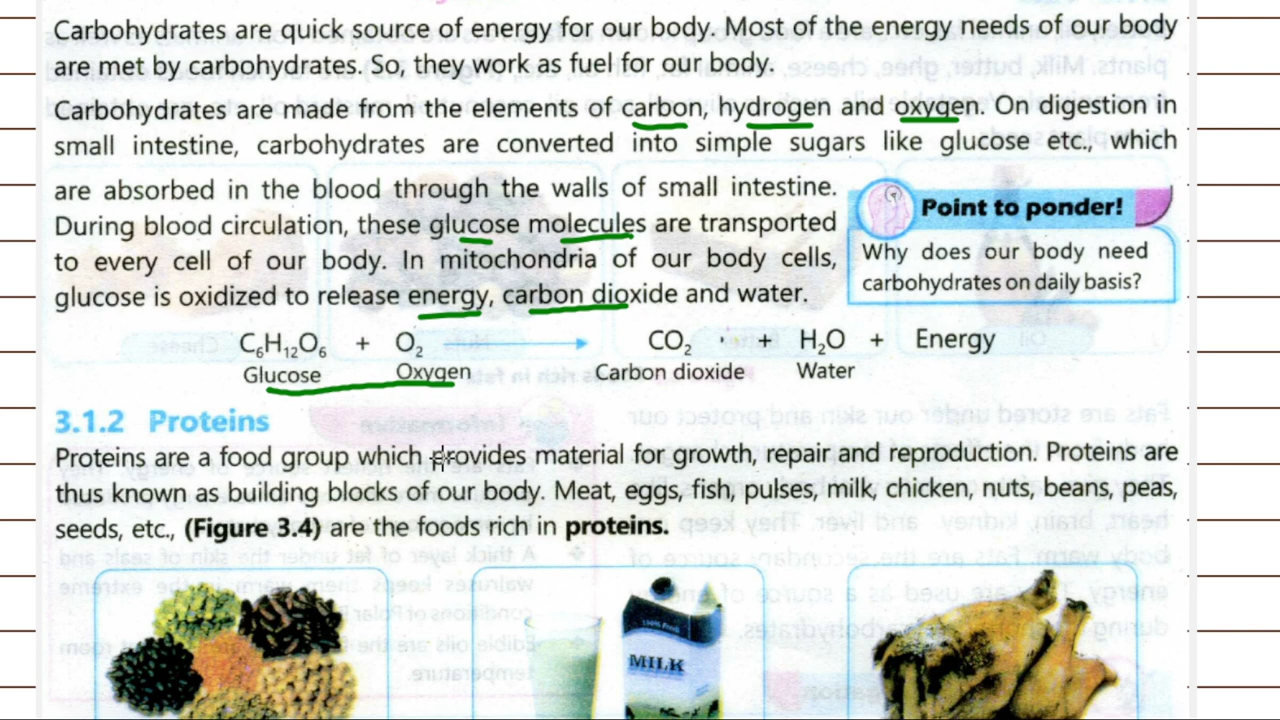 Carbohydrates are quick source of energy for our body. Most of the energy needs of our body
are met by carbohydrates. So, they work as fuel for our body.
Carbohydrates are made from the elements of carbon, hydrogen and oxygen. On digestion in
small intestine, carbohydrates are converted into simple sugars like glucose etc., which
are absorbed in the blood through the walls of small intestine.
During blood circulation, these glucose molecules are transported
to every cell of our body. In mitochondria of our body cells,
glucose is oxidized to release energy, carbon dioxide and water.
Point to ponder!
Why does our body need
carbohydrates on daily basis?
C₆H₁₂O₆ + O₂ → CO₂ + H₂O + Energy
Glucose Oxygen Carbon dioxide Water
3.1.2 Proteins
Proteins are a food group which provides material for growth, repair and reproduction. Proteins are
thus known as building blocks of our body. Meat, eggs, fish, pulses, milk, chicken, nuts, beans, peas,
seeds, etc., (Figure 3.4) are the foods rich in proteins.
MILK